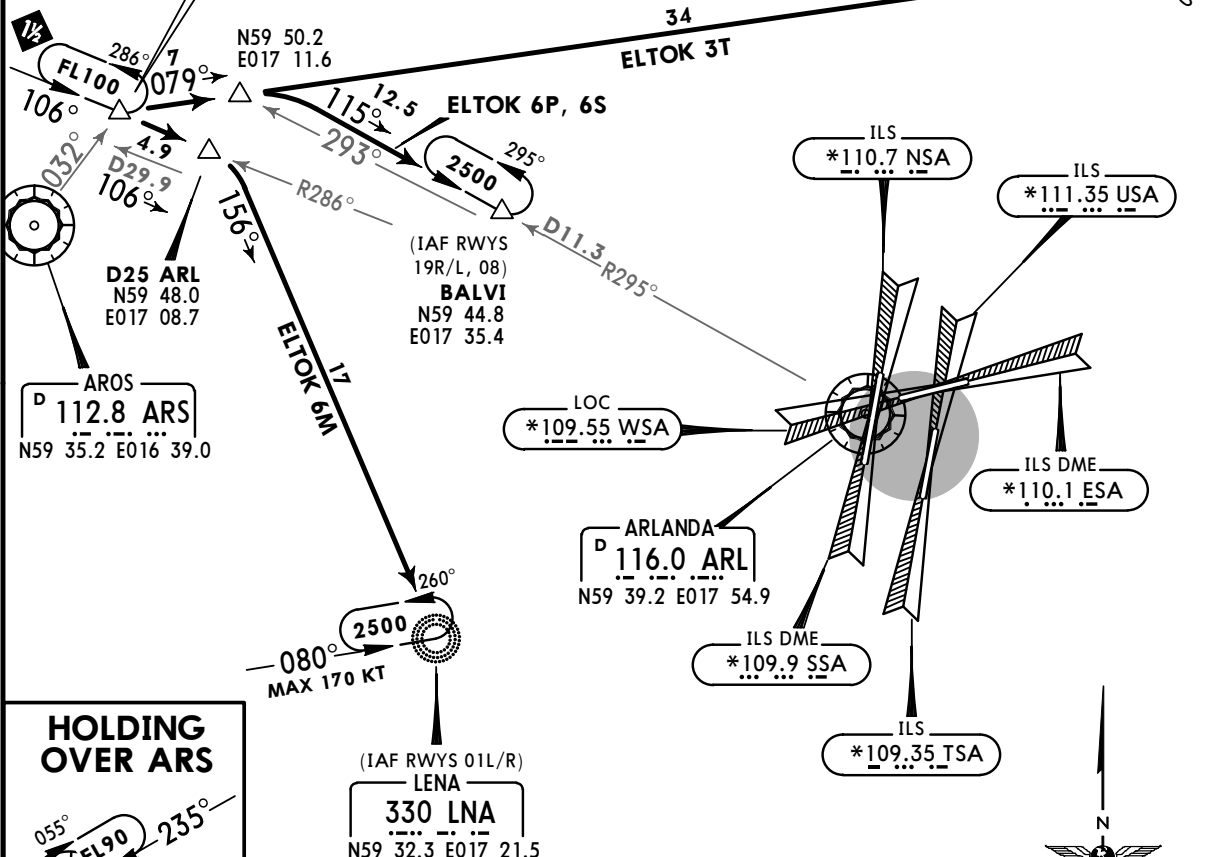 34
ELTOK 3T
1½
286°
FL100
7
079°
N59 50.2
E017 11.6
106°
12.5
115°
ELTOK 6P, 6S
293°
295°
2500
4.9
D29.9
106°
032°
R286°
156°
D25 ARL
N59 48.0
E017 08.7
(IAF RWYS
19R/L, 08)
BALVI
N59 44.8
E017 35.4
D11.3
R295°
ILS
*110.7 NSA
ILS
*111.35 USA
17
ELTOK 6M
AROS
D 112.8 ARS
N59 35.2 E016 39.0
LOC
*109.55 WSA
ILS DME
*110.1 ESA
ARLANDA
D 116.0 ARL
N59 39.2 E017 54.9
260°
2500
080°
MAX 170 KT
ILS DME
*109.9 SSA
ILS
*109.35 TSA
(IAF RWYS 01L/R)
LENA
330 LNA
N59 32.3 E017 21.5
HOLDING
OVER ARS
055°
FL90
235°
N